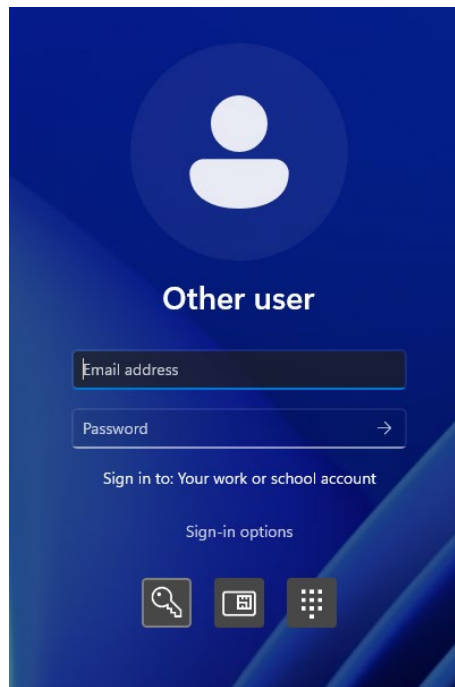 Other user
Email address
Password
Sign in to: Your work or school account
Sign-in options